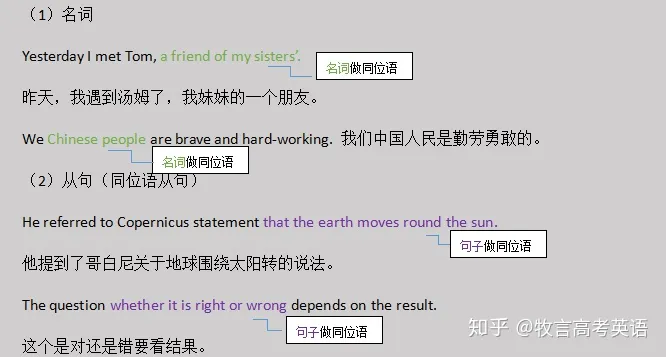 （1）名词
Yesterday I met Tom, a friend of my sisters’.
名词做同位语
昨天，我遇到汤姆了，我妹妹的一个朋友。
We Chinese people are brave and hard-working. 我们中国人民是勤劳勇敢的。
名词做同位语
（2）从句（同位语从句）
He referred to Copernicus statement that the earth moves round the sun.
句子做同位语
他提到了哥白尼关于地球围绕太阳转的说法。
The question whether it is right or wrong depends on the result.
句子做同位语
这个是对还是错要看结果。
知乎 @牧言高考英语